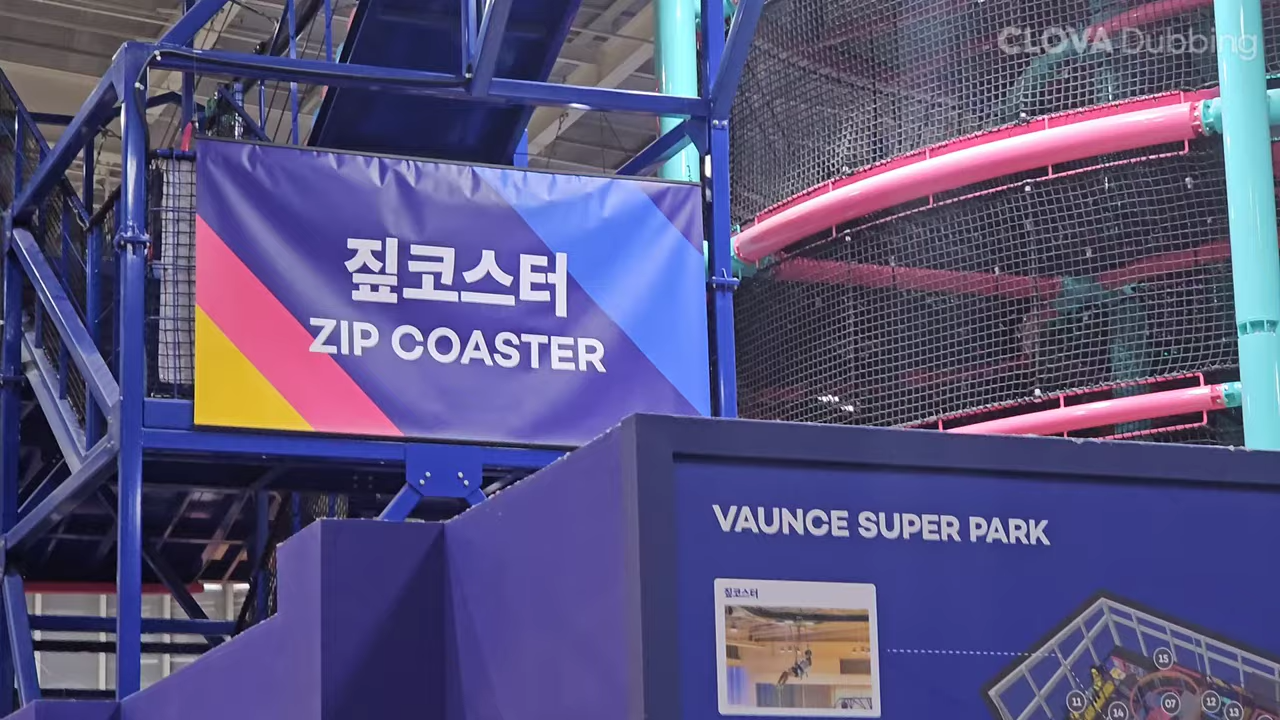 CLOVA Dubbing
짚코스터
ZIP COASTER
VAUNCE SUPER PARK
짚코스터
15
11
14
07
12
13